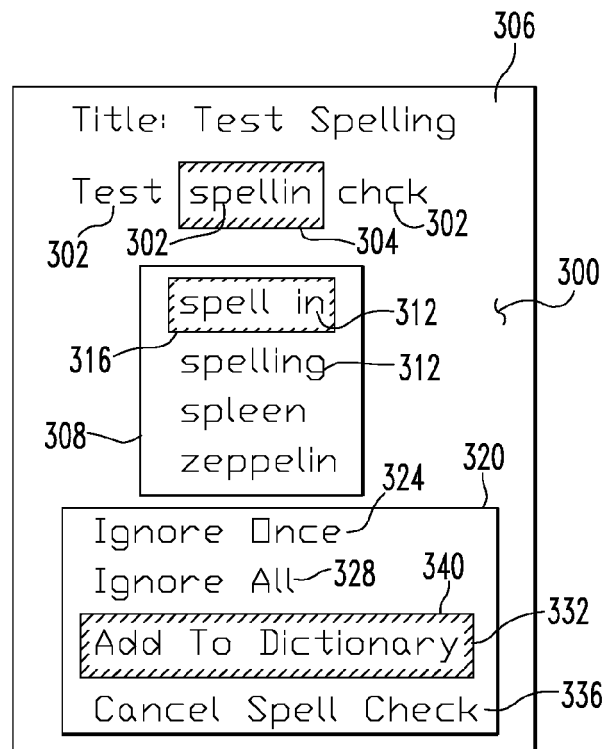 306
Title: Test Spelling
Test spellin chck
302 302 304 302
300
spell in 312
316
spelling 312
308
spleen
zeppelin
320
324
Ignore Once
Ignore All 328
340
Add To Dictionary 332
Cancel Spell Check 336